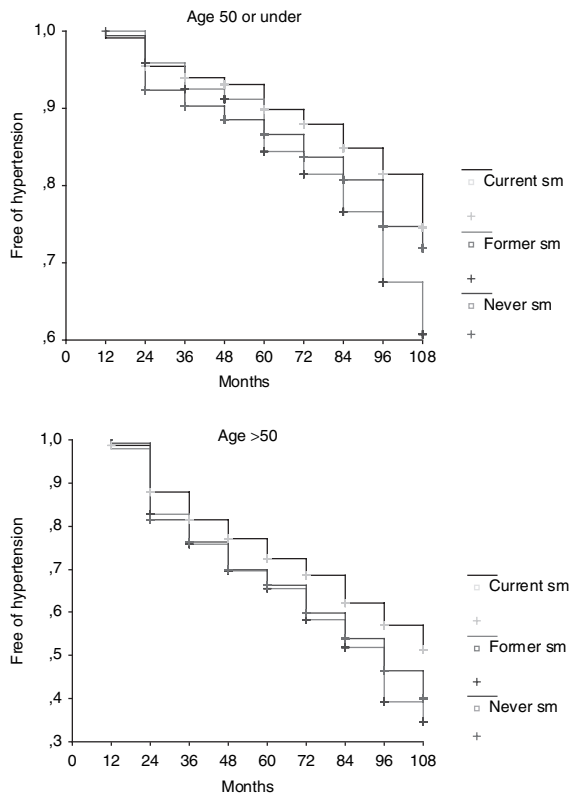 Age 50 or under
1,0
,9
,8
,7
,6
Free of hypertension
0 12 24 36 48 60 72 84 96 108
Months
Current sm
Former sm
Never sm
Age >50
1,0
,9
,8
,7
,6
,5
,4
,3
Free of hypertension
0 12 24 36 48 60 72 84 96 108
Months
Current sm
Former sm
Never sm